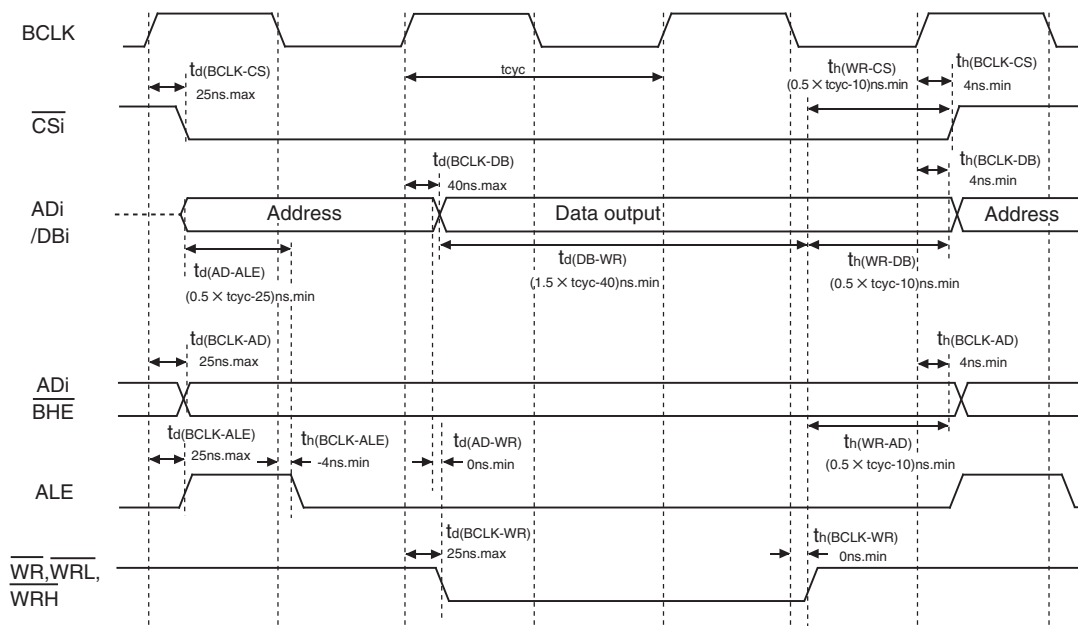 BCLK
td(BCLK-CS)
25ns.max
tcyc
th(WR-CS)
(0.5 × tcyc-10)ns.min
th(BCLK-CS)
4ns.min
CSi
td(BCLK-DB)
40ns.max
th(BCLK-DB)
4ns.min
ADi
/DBi
Address
Data output
Address
td(AD-ALE)
(0.5 × tcyc-25)ns.min
td(DB-WR)
(1.5 × tcyc-40)ns.min
th(WR-DB)
(0.5 × tcyc-10)ns.min
td(BCLK-AD)
25ns.max
th(BCLK-AD)
4ns.min
ADi
BHE
td(BCLK-ALE)
25ns.max
th(BCLK-ALE)
-4ns.min
td(AD-WR)
0ns.min
th(WR-AD)
(0.5 × tcyc-10)ns.min
ALE
td(BCLK-WR)
25ns.max
th(BCLK-WR)
0ns.min
WR,WRL,
WRH